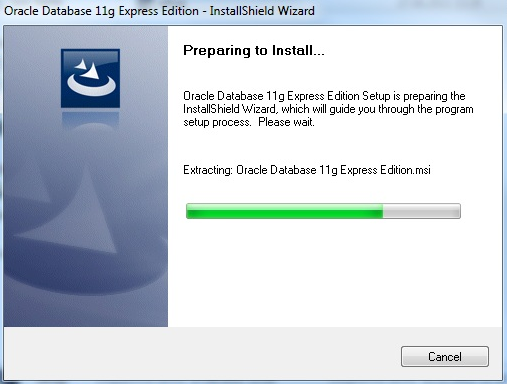 Oracle Database 11g Express Edition - InstallShield Wizard
Preparing to Install...
Oracle Database 11g Express Edition Setup is preparing the
InstallShield Wizard, which will guide you through the program
setup process. Please wait.
Extracting: Oracle Database 11g Express Edition.msi
Cancel